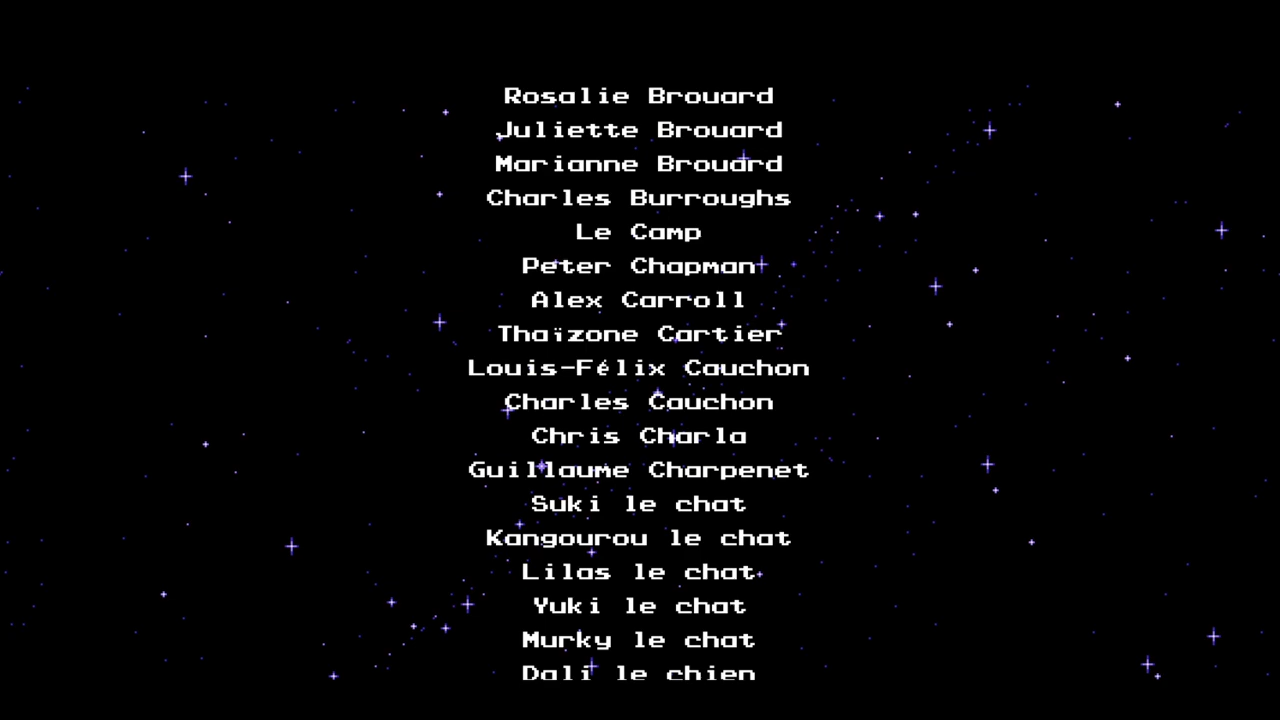 Rosalie Brouard
Juliette Brouard
Marianne Brouard
Charles Burroughs
Le Camp
Peter Chapman
Alex Carroll
Thaïzone Cartier
Louis-Félix Cauchon
Charles Cauchon
Chris Charla
Guillaume Charpenet
Suki le chat
Kangourou le chat
Lilas le chat
Yuki le chat
Murky le chat
Dali le chien